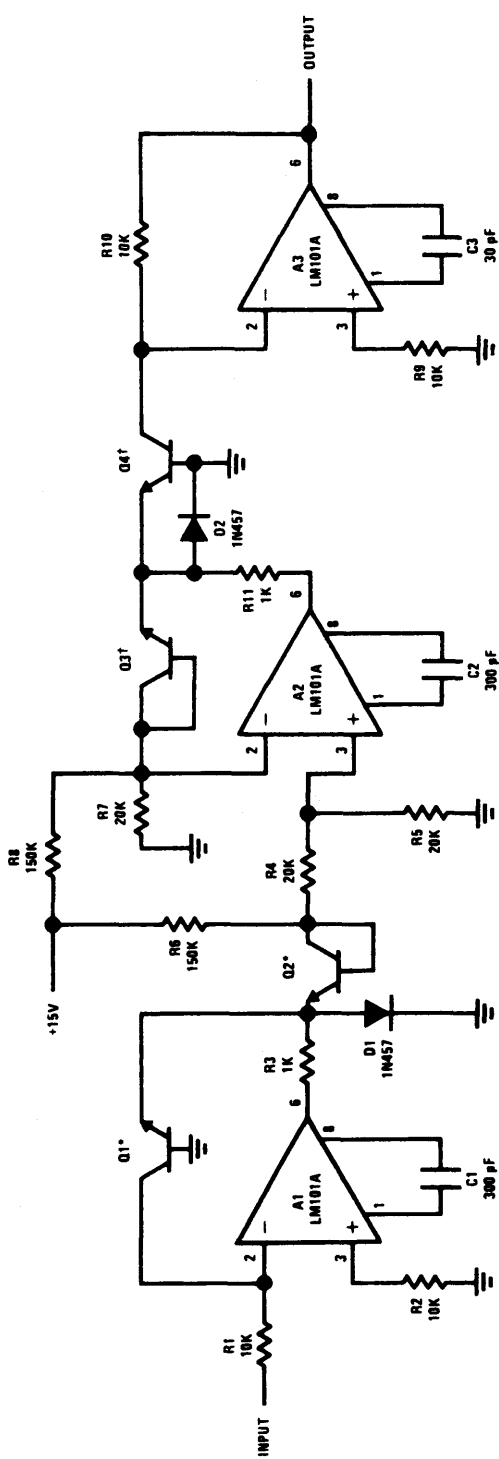 INPUT
R1
10K
R2
10K
2
3
A1
LM101A
6
8
1
C1
300 pF
Q1*
R3
1K
D1
1N457
Q2*
+15V
R6
150K
R8
150K
R4
20K
R5
20K
R7
20K
2
3
A2
LM101A
6
8
1
C2
300 pF
Q3†
R11
1K
D2
1N457
Q4†
R10
10K
2
3
A3
LM101A
6
8
1
R9
10K
C3
30 pF
OUTPUT